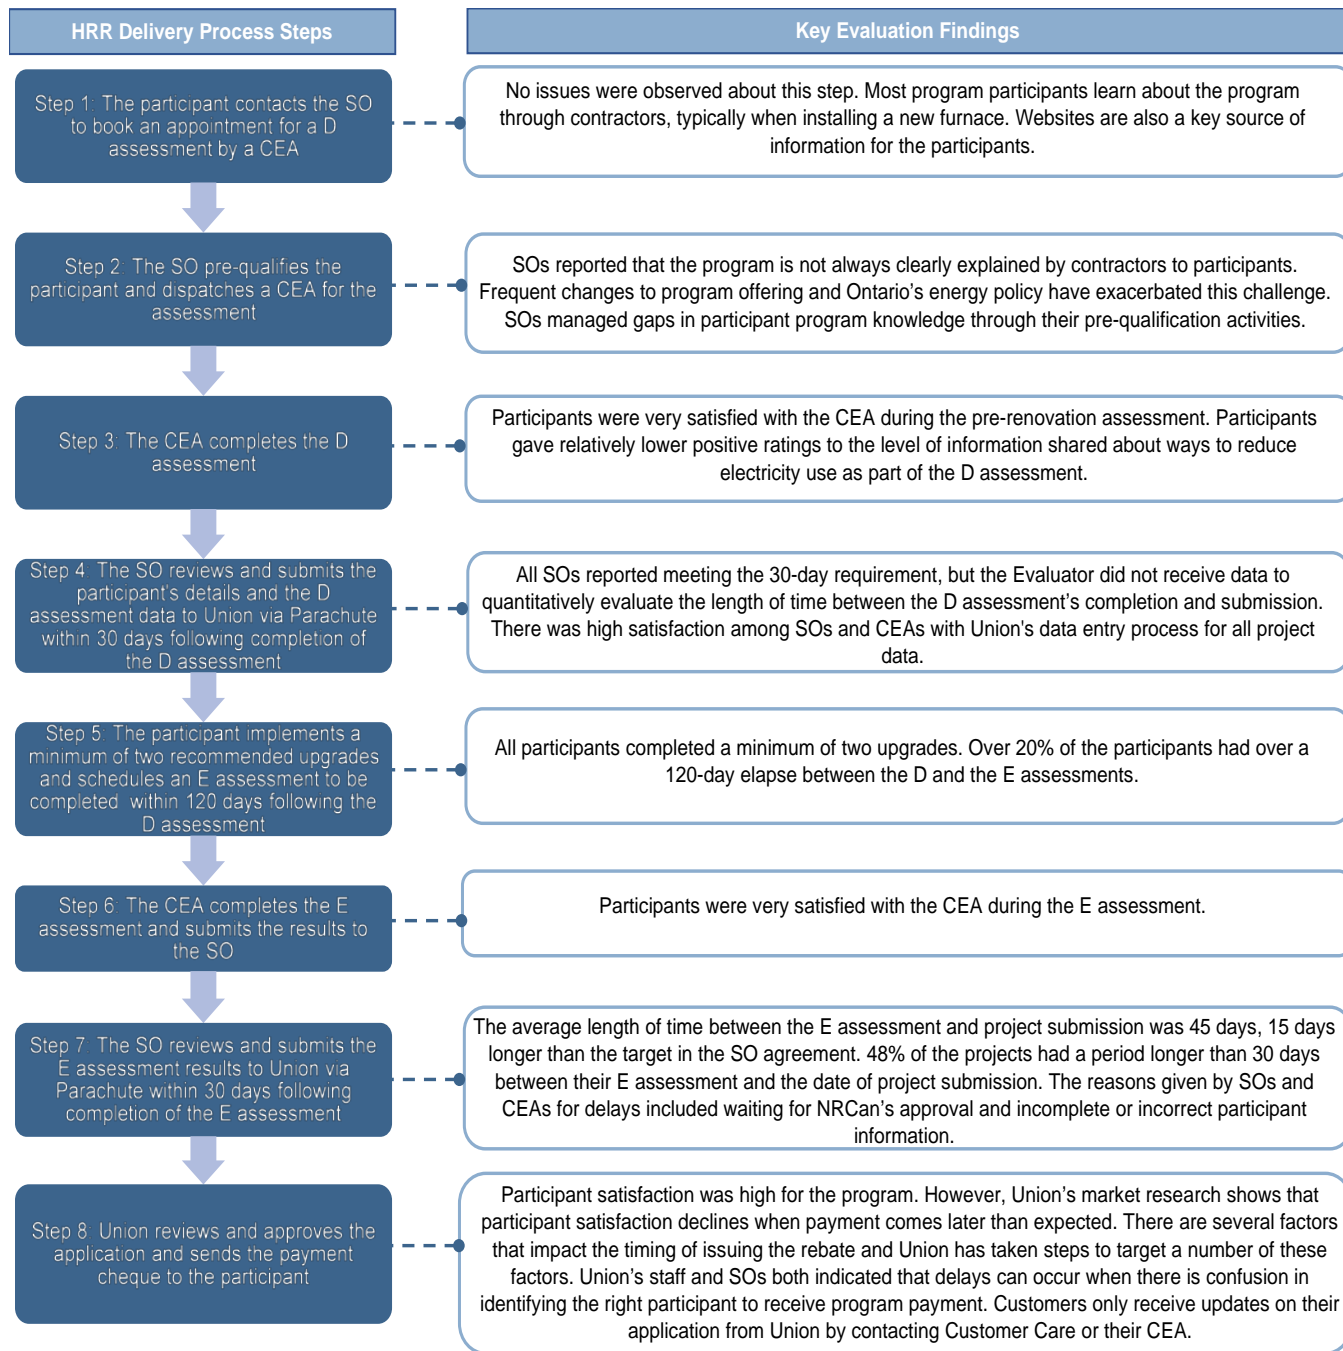 HRR Delivery Process Steps
Key Evaluation Findings
Step 1: The participant contacts the SO
to book an appointment for a D
assessment by a CEA
No issues were observed about this step. Most program participants learn about the program
through contractors, typically when installing a new furnace. Websites are also a key source of
information for the participants.
Step 2: The SO pre-qualifies the
participant and dispatches a CEA for the
assessment
SOs reported that the program is not always clearly explained by contractors to participants.
Frequent changes to program offering and Ontario’s energy policy have exacerbated this challenge.
SOs managed gaps in participant program knowledge through their pre-qualification activities.
Step 3: The CEA completes the D
assessment
Participants were very satisfied with the CEA during the pre-renovation assessment. Participants
gave relatively lower positive ratings to the level of information shared about ways to reduce
electricity use as part of the D assessment.
Step 4: The SO reviews and submits the
participant's details and the D
assessment data to Union via Parachute
within 30 days following completion of
the D assessment
All SOs reported meeting the 30-day requirement, but the Evaluator did not receive data to
quantitatively evaluate the length of time between the D assessment’s completion and submission.
There was high satisfaction among SOs and CEAs with Union's data entry process for all project
data.
Step 5: The participant implements a
minimum of two recommended upgrades
and schedules an E assessment to be
completed within 120 days following the
D assessment
All participants completed a minimum of two upgrades. Over 20% of the participants had over a
120-day elapse between the D and the E assessments.
Step 6: The CEA completes the E
assessment and submits the results to
the SO
Participants were very satisfied with the CEA during the E assessment.
Step 7: The SO reviews and submits the
E assessment results to Union via
Parachute within 30 days following
completion of the E assessment
The average length of time between the E assessment and project submission was 45 days, 15 days
longer than the target in the SO agreement. 48% of the projects had a period longer than 30 days
between their E assessment and the date of project submission. The reasons given by SOs and
CEAs for delays included waiting for NRCan’s approval and incomplete or incorrect participant
information.
Step 8: Union reviews and approves the
application and sends the payment
cheque to the participant
Participant satisfaction was high for the program. However, Union’s market research shows that
participant satisfaction declines when payment comes later than expected. There are several factors
that impact the timing of issuing the rebate and Union has taken steps to target a number of these
factors. Union’s staff and SOs both indicated that delays can occur when there is confusion in
identifying the right participant to receive program payment. Customers only receive updates on their
application from Union by contacting Customer Care or their CEA.